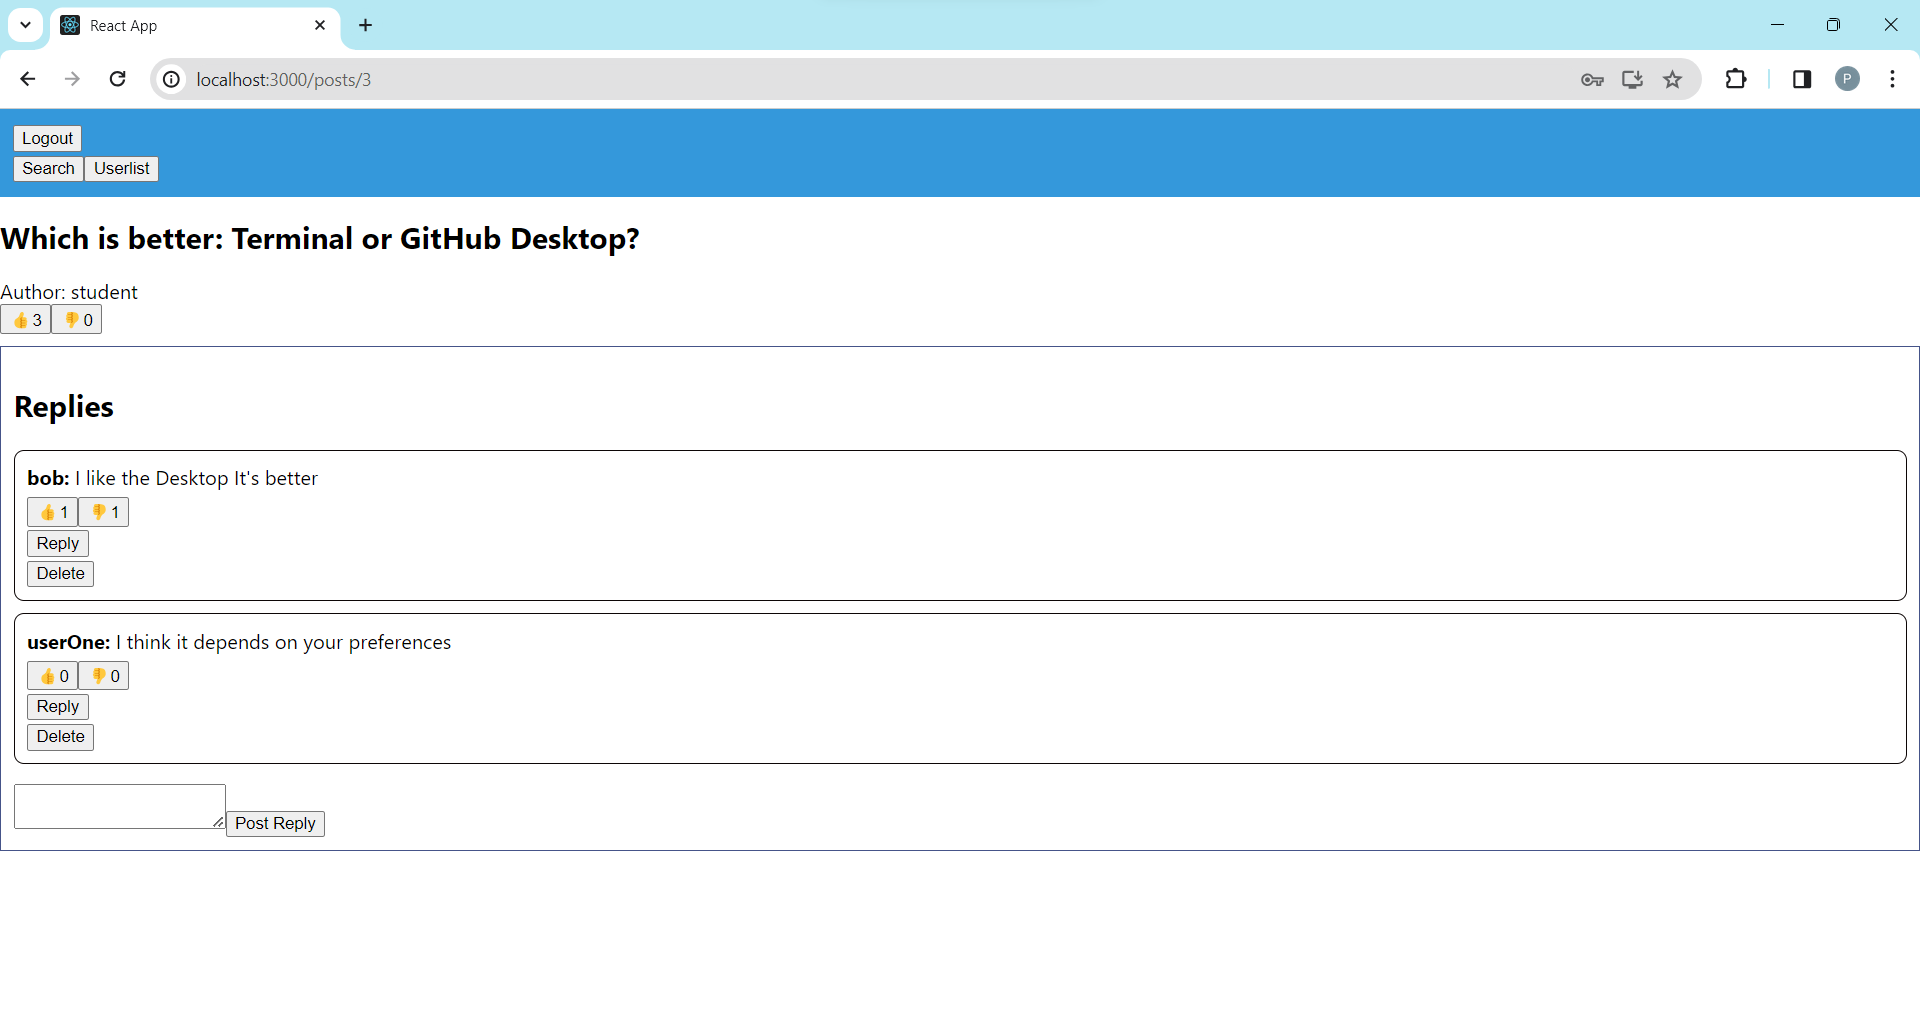 React App
localhost:3000/posts/3
P
Logout
Search Userlist
Which is better: Terminal or GitHub Desktop?
Author: student
👍 3 👎 0
Replies
bob: I like the Desktop It's better
👍 1 👎 1
Reply
Delete
userOne: I think it depends on your preferences
👍 0 👎 0
Reply
Delete
Post Reply